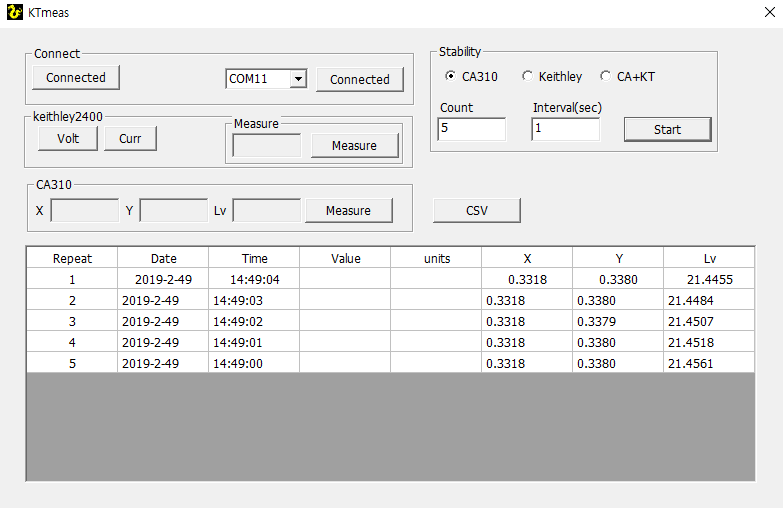 KTmeas
Connect
Connected COM11 Connected
keithley2400
Volt Curr
Measure
Measure
CA310
X Y Lv Measure
Stability
CA310 Keithley CA+KT
Count Interval(sec)
5 1 Start
CSV
Repeat Date Time Value units X Y Lv
1 2019-2-49 14:49:04 0.3318 0.3380 21.4455
2 2019-2-49 14:49:03 0.3318 0.3380 21.4484
3 2019-2-49 14:49:02 0.3318 0.3379 21.4507
4 2019-2-49 14:49:01 0.3318 0.3380 21.4518
5 2019-2-49 14:49:00 0.3318 0.3380 21.4561